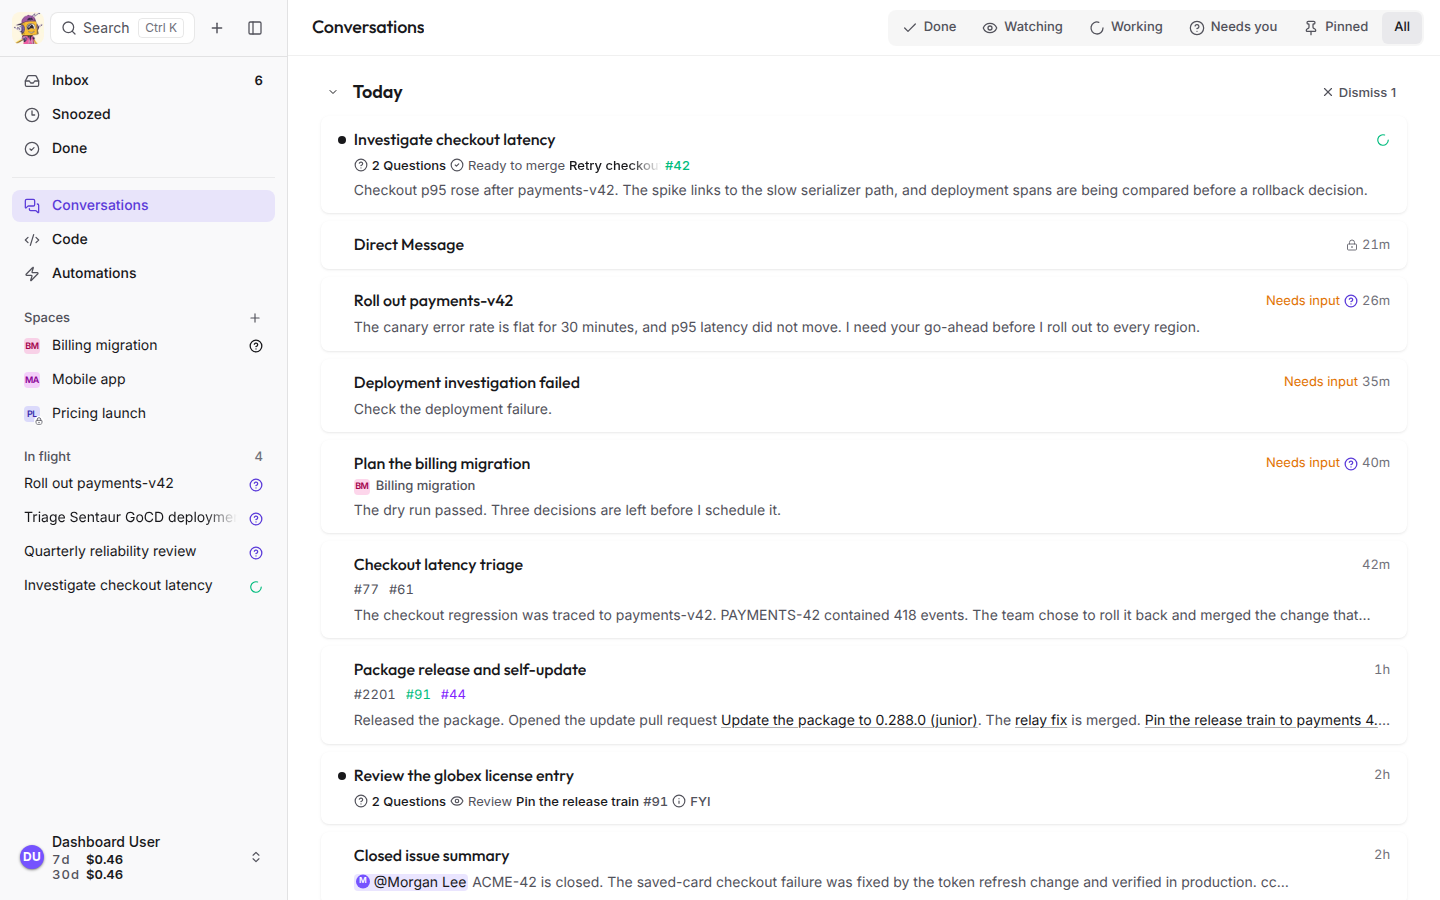 Search Ctrl K
Inbox 6
Snoozed
Done
Conversations
Code
Automations
Spaces
BM Billing migration
MA Mobile app
PL Pricing launch
In flight 4
Roll out payments-v42
Triage Sentaur GoCD deployme
Quarterly reliability review
Investigate checkout latency
DU Dashboard User
7d $0.46
30d $0.46
Conversations
Done Watching Working Needs you Pinned All
Today Dismiss 1
Investigate checkout latency
2 Questions Ready to merge Retry checkou #42
Checkout p95 rose after payments-v42. The spike links to the slow serializer path, and deployment spans are being compared before a rollback decision.
Direct Message 21m
Roll out payments-v42 Needs input 26m
The canary error rate is flat for 30 minutes, and p95 latency did not move. I need your go-ahead before I roll out to every region.
Deployment investigation failed Needs input 35m
Check the deployment failure.
Plan the billing migration Needs input 40m
BM Billing migration
The dry run passed. Three decisions are left before I schedule it.
Checkout latency triage 42m
#77 #61
The checkout regression was traced to payments-v42. PAYMENTS-42 contained 418 events. The team chose to roll it back and merged the change that...
Package release and self-update 1h
#2201 #91 #44
Released the package. Opened the update pull request Update the package to 0.288.0 (junior). The relay fix is merged. Pin the release train to payments 4....
Review the globex license entry 2h
2 Questions Review Pin the release train #91 FYI
Closed issue summary 2h
M @Morgan Lee ACME-42 is closed. The saved-card checkout failure was fixed by the token refresh change and verified in production. cc...